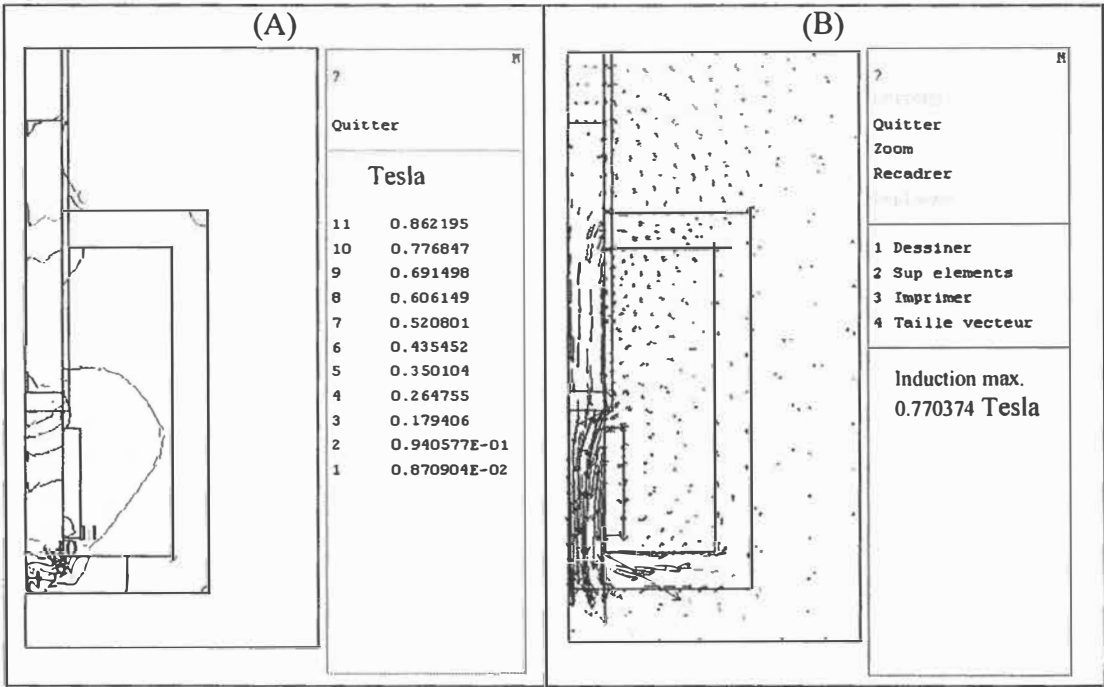 (A)
M
?
Quitter
Tesla
11 0.862195
10 0.776847
9 0.691498
8 0.606149
7 0.520801
6 0.435452
5 0.350104
4 0.264755
3 0.179406
2 0.940577E-01
1 0.870904E-02
11
10
(B)
M
?
Quitter
Zoom
Recadrer
1 Dessiner
2 Sup elements
3 Imprimer
4 Taille vecteur
Induction max.
0.770374 Tesla